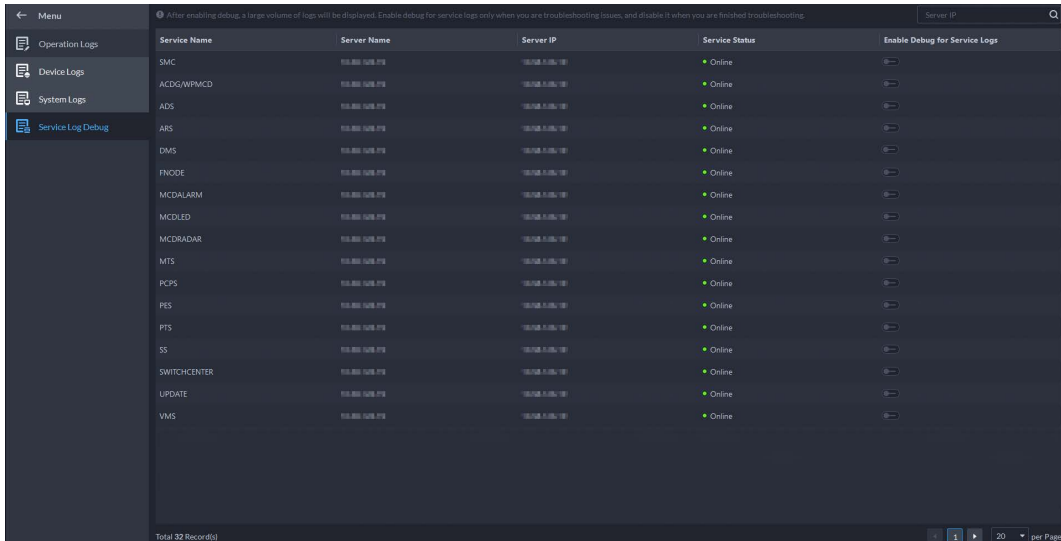 Menu
After enabling debug, a large volume of logs will be displayed. Enable debug for service logs only when you are troubleshooting issues, and disable it when you are finished troubleshooting.
Server IP
Operation Logs
Device Logs
System Logs
Service Log Debug
Service Name Server Name Server IP Service Status Enable Debug for Service Logs
SMC Online
ACDG/WPMCD Online
ADS Online
ARS Online
DMS Online
FNODE Online
MCDALARM Online
MCDLED Online
MCDRADAR Online
MTS Online
PCPS Online
PES Online
PTS Online
SS Online
SWITCHCENTER Online
UPDATE Online
VMS Online
Total 32 Record(s) 1 20 per Page